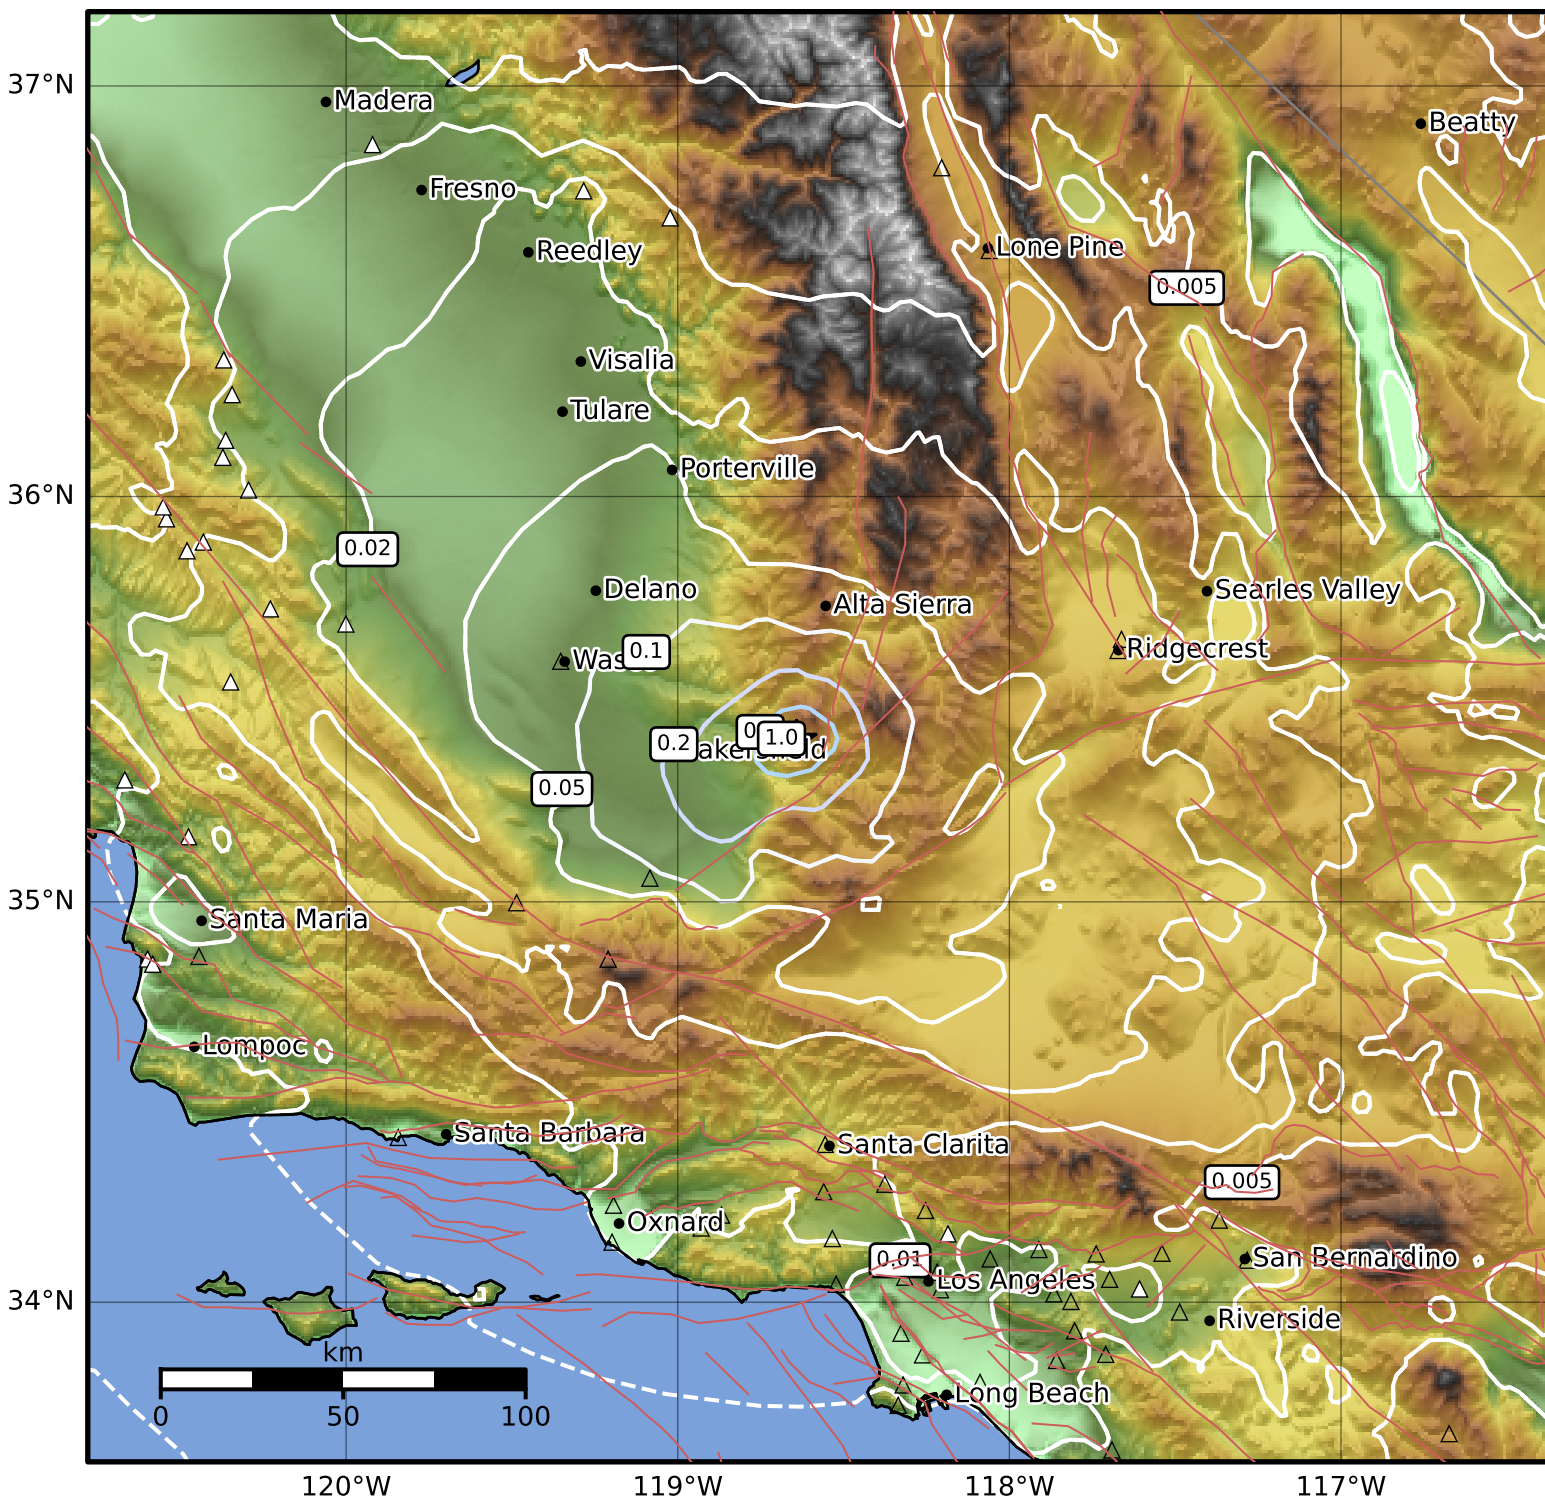 37°N
Madera
Beatty
Fresno
Reedley
Lone Pine
0.005
Visalia
Tulare
Porterville
36°N
0.02
Delano
Alta Sierra
Searles Valley
0.1
Ridgecrest
0.2
1.0
0.05
35°N
Santa Maria
Lompoc
Santa Barbara
Santa Clarita
0.005
Oxnard
0.01
San Bernardino
Los Angeles
34°N
Riverside
km
Long Beach
0 50 100
120°W 119°W 118°W 117°W